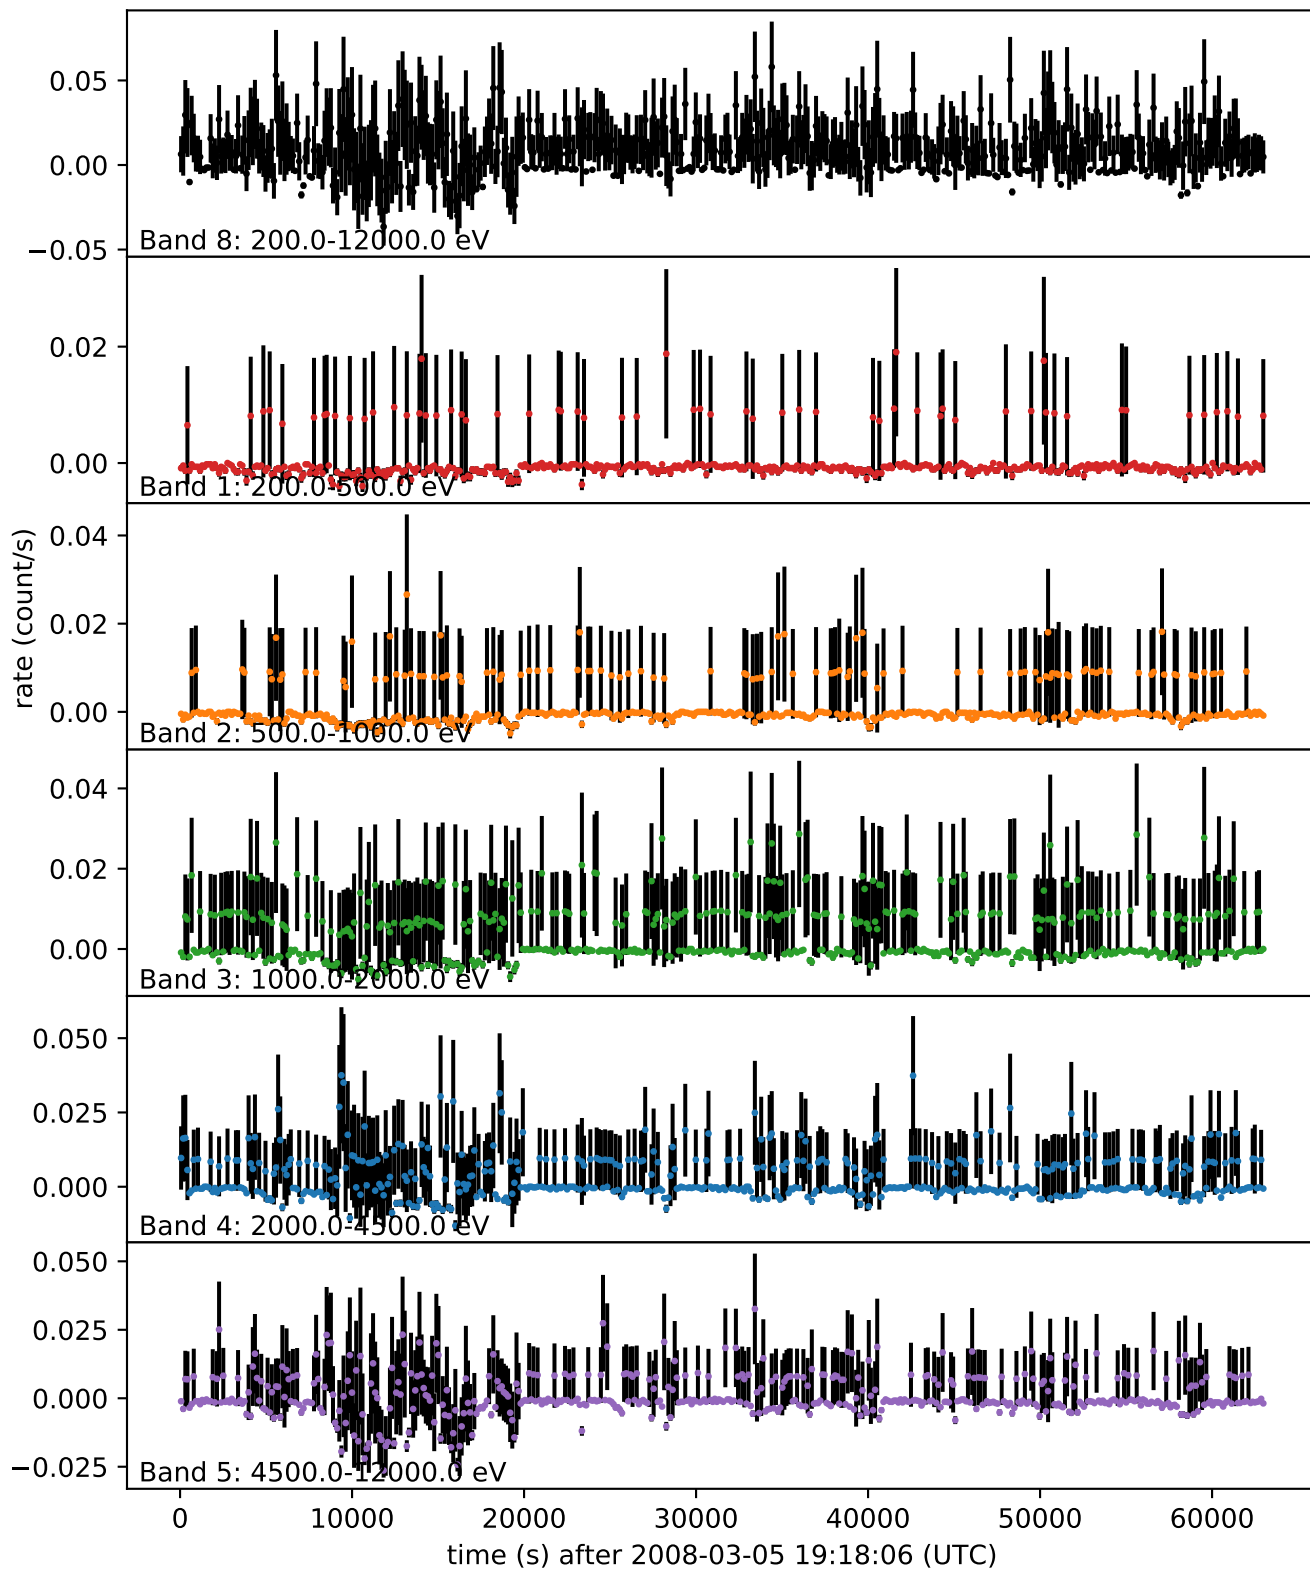 0.05
0.00
−0.05
Band 8: 200.0-12000.0 eV
0.02
0.00
Band 1: 200.0-500.0 eV
rate (count/s)
0.04
0.02
0.00
Band 2: 500.0-1000.0 eV
0.04
0.02
0.00
Band 3: 1000.0-2000.0 eV
0.050
0.025
0.000
Band 4: 2000.0-4500.0 eV
0.050
0.025
0.000
−0.025
Band 5: 4500.0-12000.0 eV
0 10000 20000 30000 40000 50000 60000
time (s) after 2008-03-05 19:18:06 (UTC)